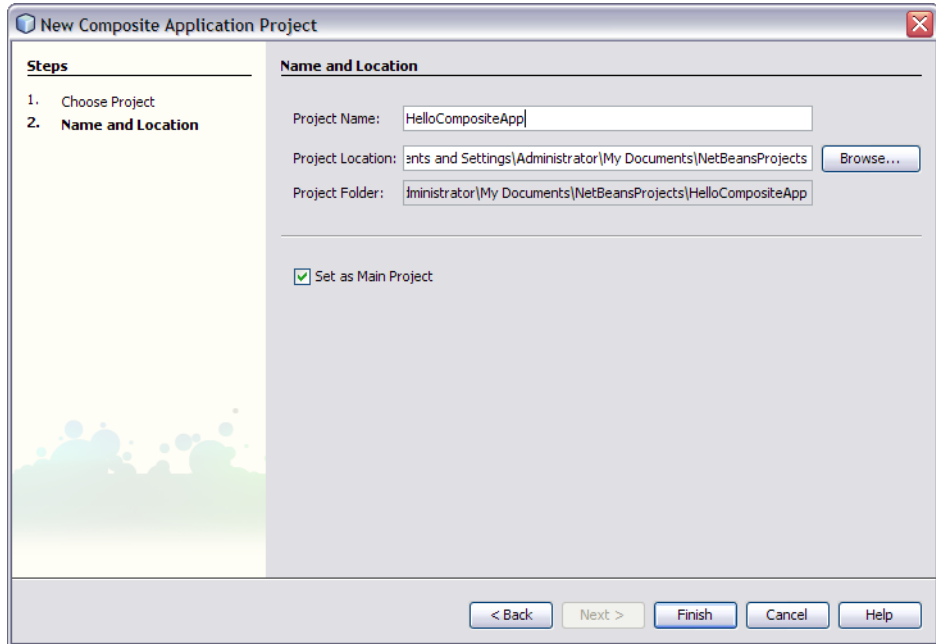 New Composite Application Project
Steps
1. Choose Project
2. Name and Location
Name and Location
Project Name: HelloCompositeApp
Project Location: ents and Settings\Administrator\My Documents\NetBeansProjects Browse...
Project Folder: lministrator\My Documents\NetBeansProjects\HelloCompositeApp
Set as Main Project
< Back Next > Finish Cancel Help